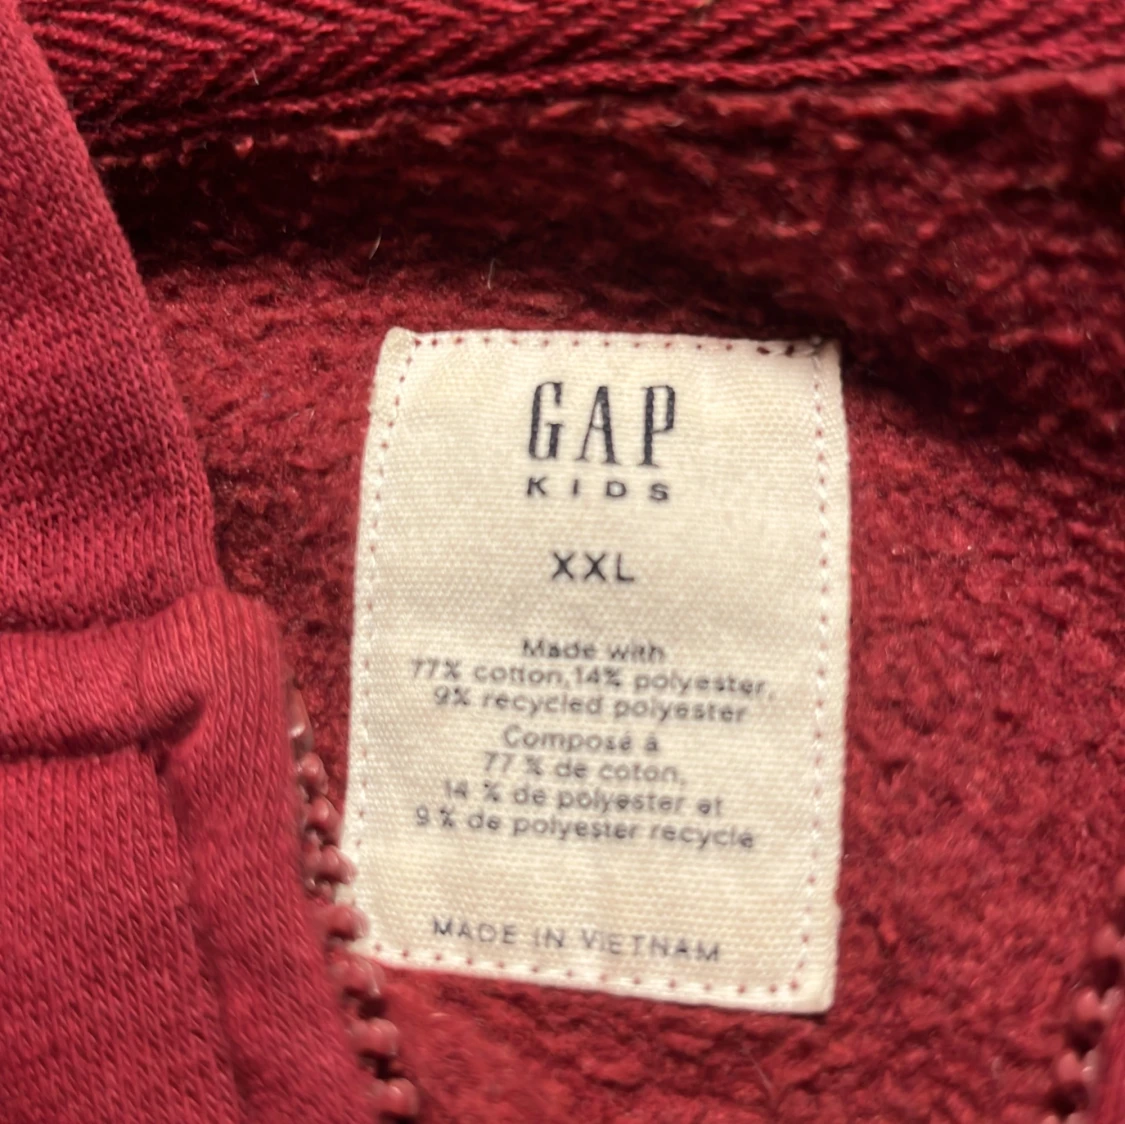 GAP
KIDS
XXL
Made with
77% cotton,14% polyester,
9% recycled polyester
Composé à
77 % de coton,
14 % de polyester et
9 % de polyester recyclé
MADE IN VIETNAM